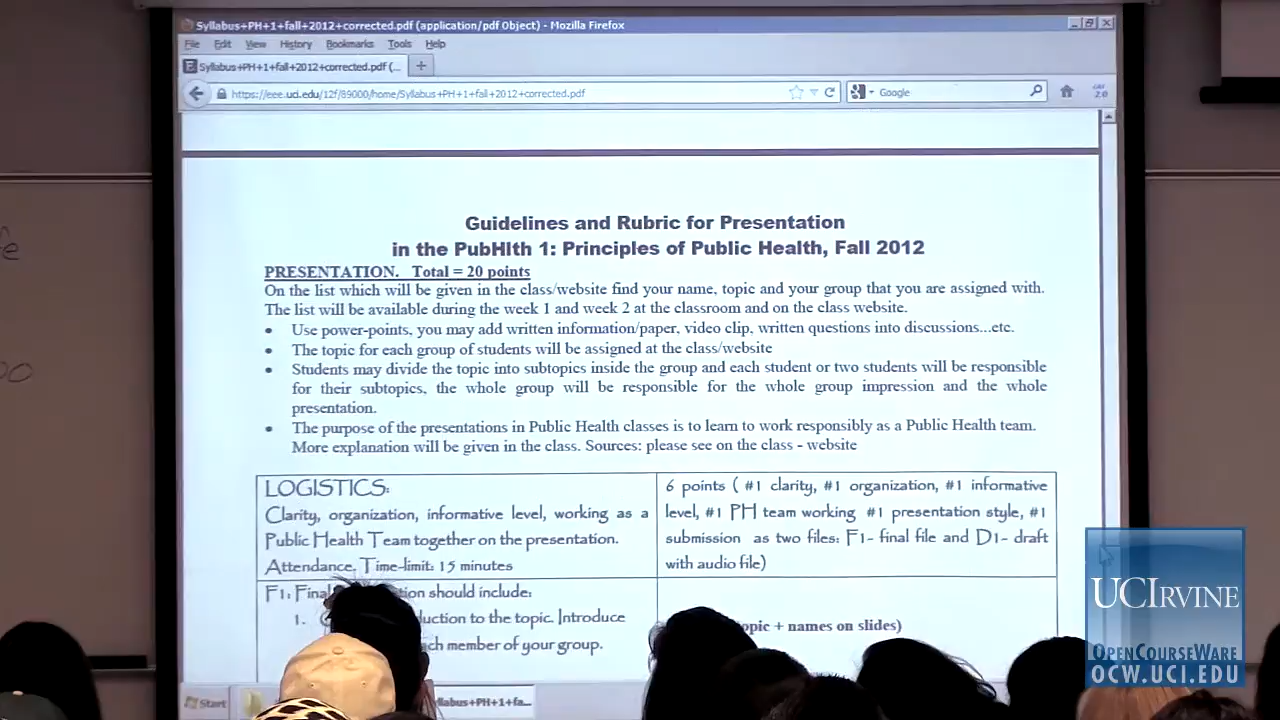 Syllabus+PH+1+fall+2012+corrected.pdf (application/pdf Object) - Mozilla Firefox
File Edit View History Bookmarks Tools Help
Syllabus+PH+1+fall+2012+corrected.pdf (...
https://eee.uci.edu/12f/89000/home/Syllabus+PH+1+fall+2012+corrected.pdf
Google
Guidelines and Rubric for Presentation
in the PubHlth 1: Principles of Public Health, Fall 2012
PRESENTATION. Total = 20 points
On the list which will be given in the class/website find your name, topic and your group that you are assigned with.
The list will be available during the week 1 and week 2 at the classroom and on the class website.
• Use power-points, you may add written information/paper, video clip, written questions into discussions...etc.
• The topic for each group of students will be assigned at the class/website
• Students may divide the topic into subtopics inside the group and each student or two students will be responsible
for their subtopics, the whole group will be responsible for the whole group impression and the whole
presentation.
• The purpose of the presentations in Public Health classes is to learn to work responsibly as a Public Health team.
More explanation will be given in the class. Sources: please see on the class - website
LOGISTICS:
Clarity, organization, informative level, working as a
Public Health Team together on the presentation.
Attendance. Time-limit: 15 minutes
6 points ( #1 clarity, #1 organization, #1 informative
level, #1 PH team working #1 presentation style, #1
submission as two files: F1- final file and D1- draft
with audio file)
F1: Final should include:
1. to the topic. Introduce
member of your group.
+ names on slides)
Start
UCIRVINE
OPENCOURSEWARE
OCW.UCI.EDU